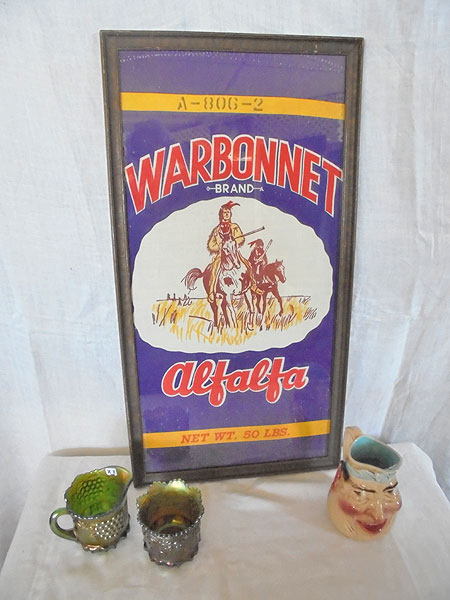 A-806-2
WARBONNET
BRAND
Alfalfa
NET WT. 50 LBS.